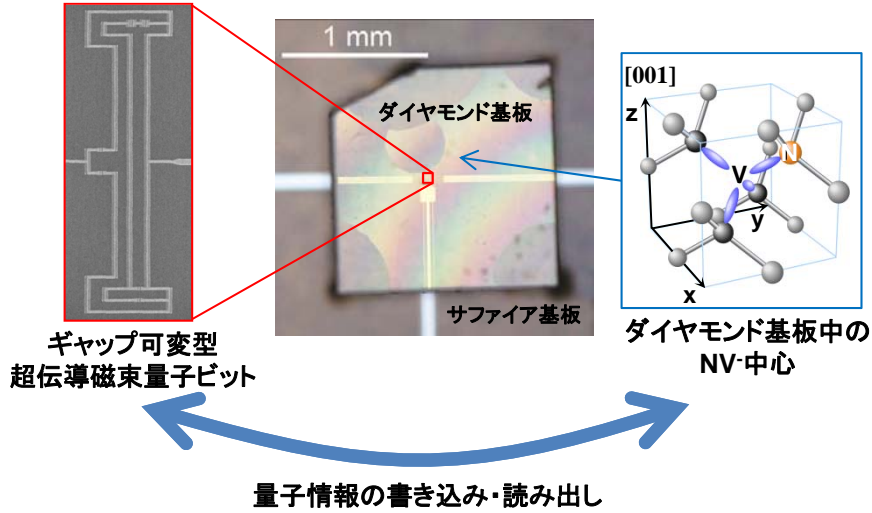 1 mm
ダイヤモンド基板
サファイア基板
[001]
z
N
V
y
x
ギャップ可変型
超伝導磁束量子ビット
ダイヤモンド基板中の
NV-中心
量子情報の書き込み・読み出し